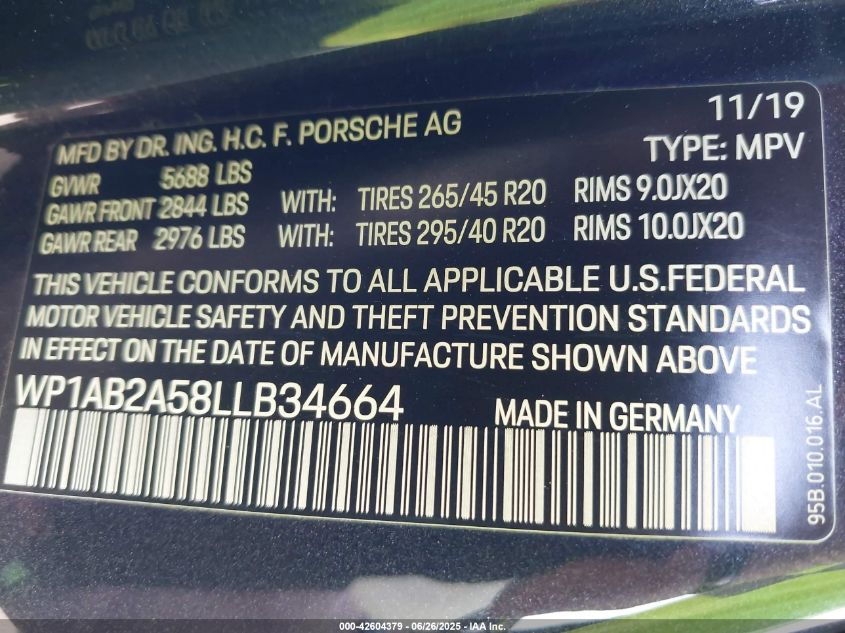 11/19
MFD BY DR. ING. H.C. F. PORSCHE AG TYPE: MPV
GVWR 5688 LBS
GAWR FRONT 2844 LBS WITH: TIRES 265/45 R20 RIMS 9.0JX20
GAWR REAR 2976 LBS WITH: TIRES 295/40 R20 RIMS 10.0JX20
THIS VEHICLE CONFORMS TO ALL APPLICABLE U.S.FEDERAL
MOTOR VEHICLE SAFETY AND THEFT PREVENTION STANDARDS
IN EFFECT ON THE DATE OF MANUFACTURE SHOWN ABOVE
WP1AB2A58LLB34664 MADE IN GERMANY
95B.010.016.AL
000-42604379 - 06/26/2025 - IAA Inc.